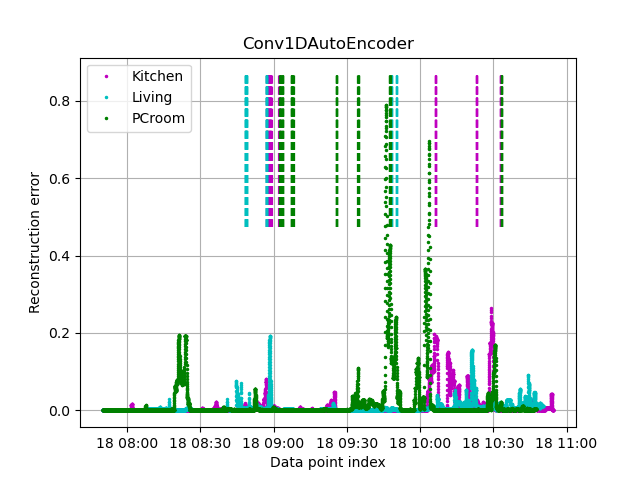 Conv1DAutoEncoder
Kitchen
Living
PCroom
Reconstruction error
0.8
0.6
0.4
0.2
0.0
18 08:00 18 08:30 18 09:00 18 09:30 18 10:00 18 10:30 18 11:00
Data point index